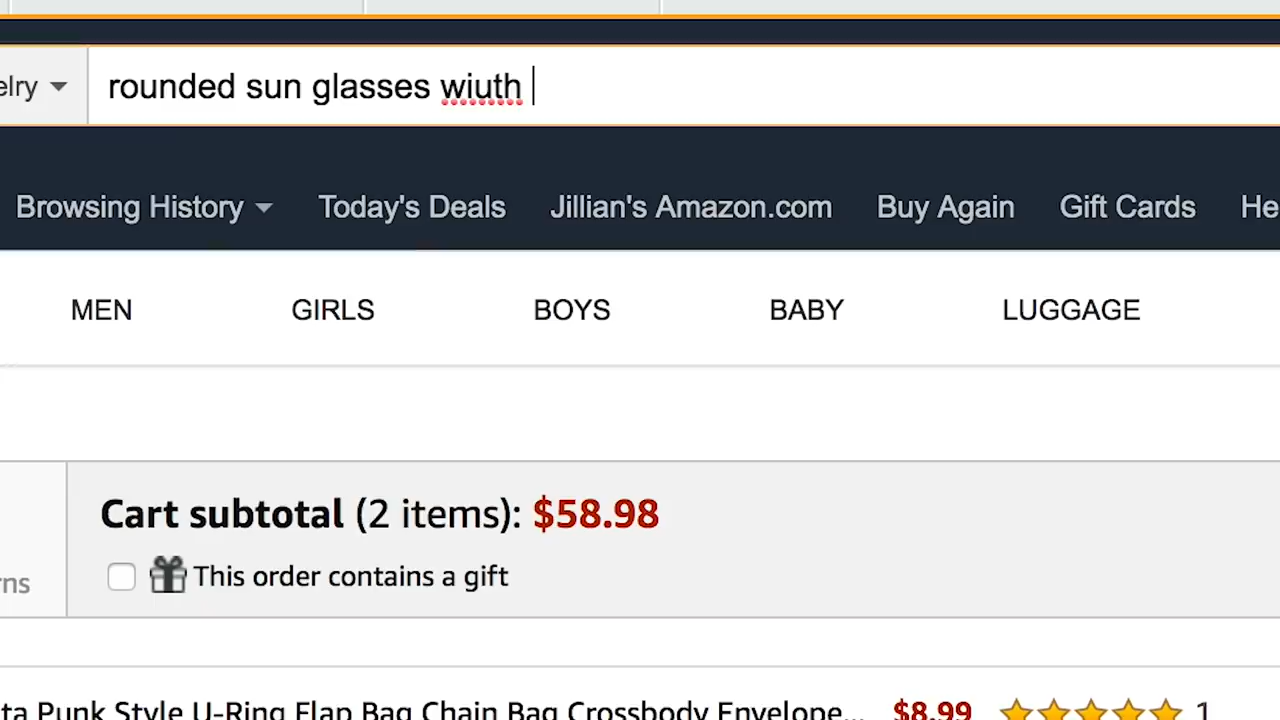 elry
rounded sun glasses wiuth
Browsing History Today's Deals Jillian's Amazon.com Buy Again Gift Cards He
MEN GIRLS BOYS BABY LUGGAGE
Cart subtotal (2 items): $58.98
rns This order contains a gift
ta Punk Style U-Ring Flap Bag Chain Bag Crossbody Envelope... $8.99 1